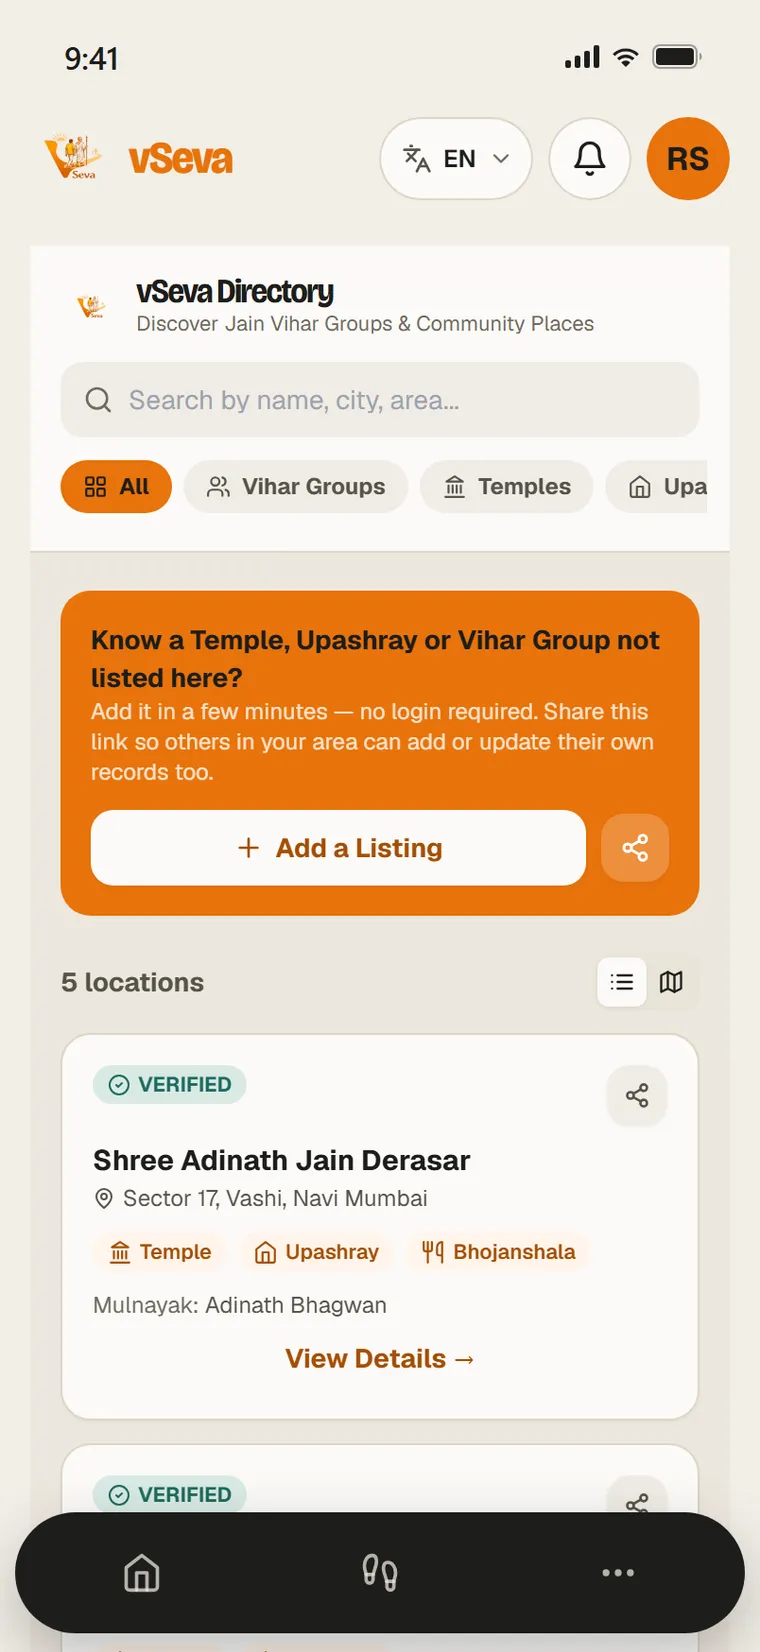 9:41
Seva
vSeva
EN
RS
Seva
vSeva Directory
Discover Jain Vihar Groups & Community Places
Search by name, city, area...
All
Vihar Groups
Temples
Upa
Know a Temple, Upashray or Vihar Group not
listed here?
Add it in a few minutes — no login required. Share this
link so others in your area can add or update their own
records too.
+ Add a Listing
5 locations
VERIFIED
Shree Adinath Jain Derasar
Sector 17, Vashi, Navi Mumbai
Temple
Upashray
Bhojanshala
Mulnayak: Adinath Bhagwan
View Details →
VERIFIED